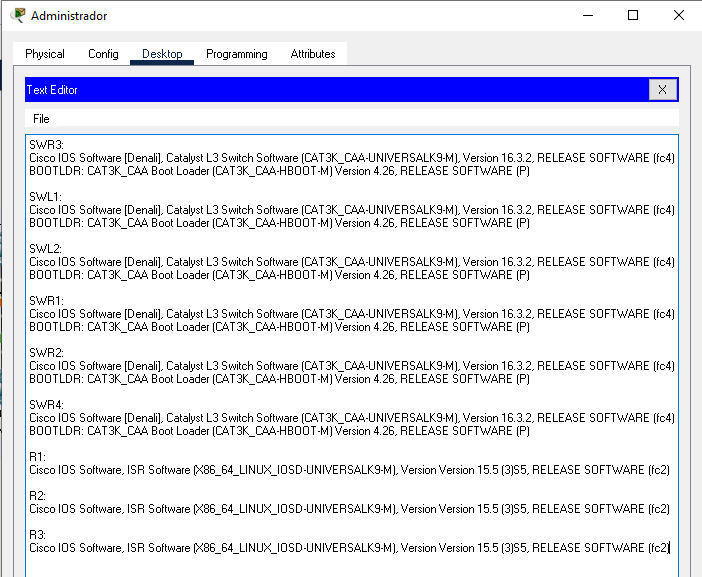 Administrador
Physical Config Desktop Programming Attributes
Text Editor X
File
SWR3:
Cisco IOS Software [Denali], Catalyst L3 Switch Software (CAT3K_CAA-UNIVERSALK9-M), Version 16.3.2, RELEASE SOFTWARE (fc4)
BOOTLDR: CAT3K_CAA Boot Loader (CAT3K_CAA-HBOOT-M) Version 4.26, RELEASE SOFTWARE (P)
SWL1:
Cisco IOS Software [Denali], Catalyst L3 Switch Software (CAT3K_CAA-UNIVERSALK9-M), Version 16.3.2, RELEASE SOFTWARE (fc4)
BOOTLDR: CAT3K_CAA Boot Loader (CAT3K_CAA-HBOOT-M) Version 4.26, RELEASE SOFTWARE (P)
SWL2:
Cisco IOS Software [Denali], Catalyst L3 Switch Software (CAT3K_CAA-UNIVERSALK9-M), Version 16.3.2, RELEASE SOFTWARE (fc4)
BOOTLDR: CAT3K_CAA Boot Loader (CAT3K_CAA-HBOOT-M) Version 4.26, RELEASE SOFTWARE (P)
SWR1:
Cisco IOS Software [Denali], Catalyst L3 Switch Software (CAT3K_CAA-UNIVERSALK9-M), Version 16.3.2, RELEASE SOFTWARE (fc4)
BOOTLDR: CAT3K_CAA Boot Loader (CAT3K_CAA-HBOOT-M) Version 4.26, RELEASE SOFTWARE (P)
SWR2:
Cisco IOS Software [Denali], Catalyst L3 Switch Software (CAT3K_CAA-UNIVERSALK9-M), Version 16.3.2, RELEASE SOFTWARE (fc4)
BOOTLDR: CAT3K_CAA Boot Loader (CAT3K_CAA-HBOOT-M) Version 4.26, RELEASE SOFTWARE (P)
SWR4:
Cisco IOS Software [Denali], Catalyst L3 Switch Software (CAT3K_CAA-UNIVERSALK9-M), Version 16.3.2, RELEASE SOFTWARE (fc4)
BOOTLDR: CAT3K_CAA Boot Loader (CAT3K_CAA-HBOOT-M) Version 4.26, RELEASE SOFTWARE (P)
R1:
Cisco IOS Software, ISR Software (X86_64_LINUX_IOSD-UNIVERSALK9-M), Version Version 15.5 (3)S5, RELEASE SOFTWARE (fc2)
R2:
Cisco IOS Software, ISR Software (X86_64_LINUX_IOSD-UNIVERSALK9-M), Version Version 15.5 (3)S5, RELEASE SOFTWARE (fc2)
R3:
Cisco IOS Software, ISR Software (X86_64_LINUX_IOSD-UNIVERSALK9-M), Version Version 15.5 (3)S5, RELEASE SOFTWARE (fc2)